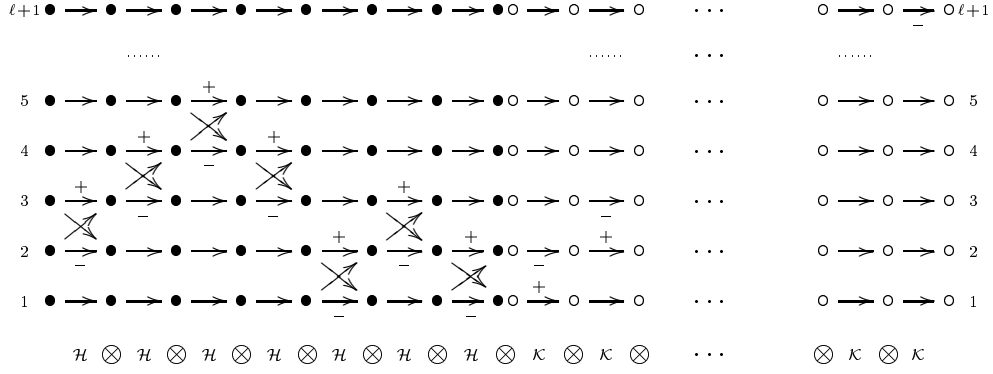 ℓ+1 ℓ+1
−
...... ... ...... ......
+
5 5
+ + −
4 4
+ − − + −
3 3
− + − + − +
2 2
− − +
1 ... 1
ℋ ⊗ ℋ ⊗ ℋ ⊗ ℋ ⊗ ℋ ⊗ ℋ ⊗ ℋ ⊗ 𝒦 ⊗ 𝒦 ⊗ ... ⊗ 𝒦 ⊗ 𝒦